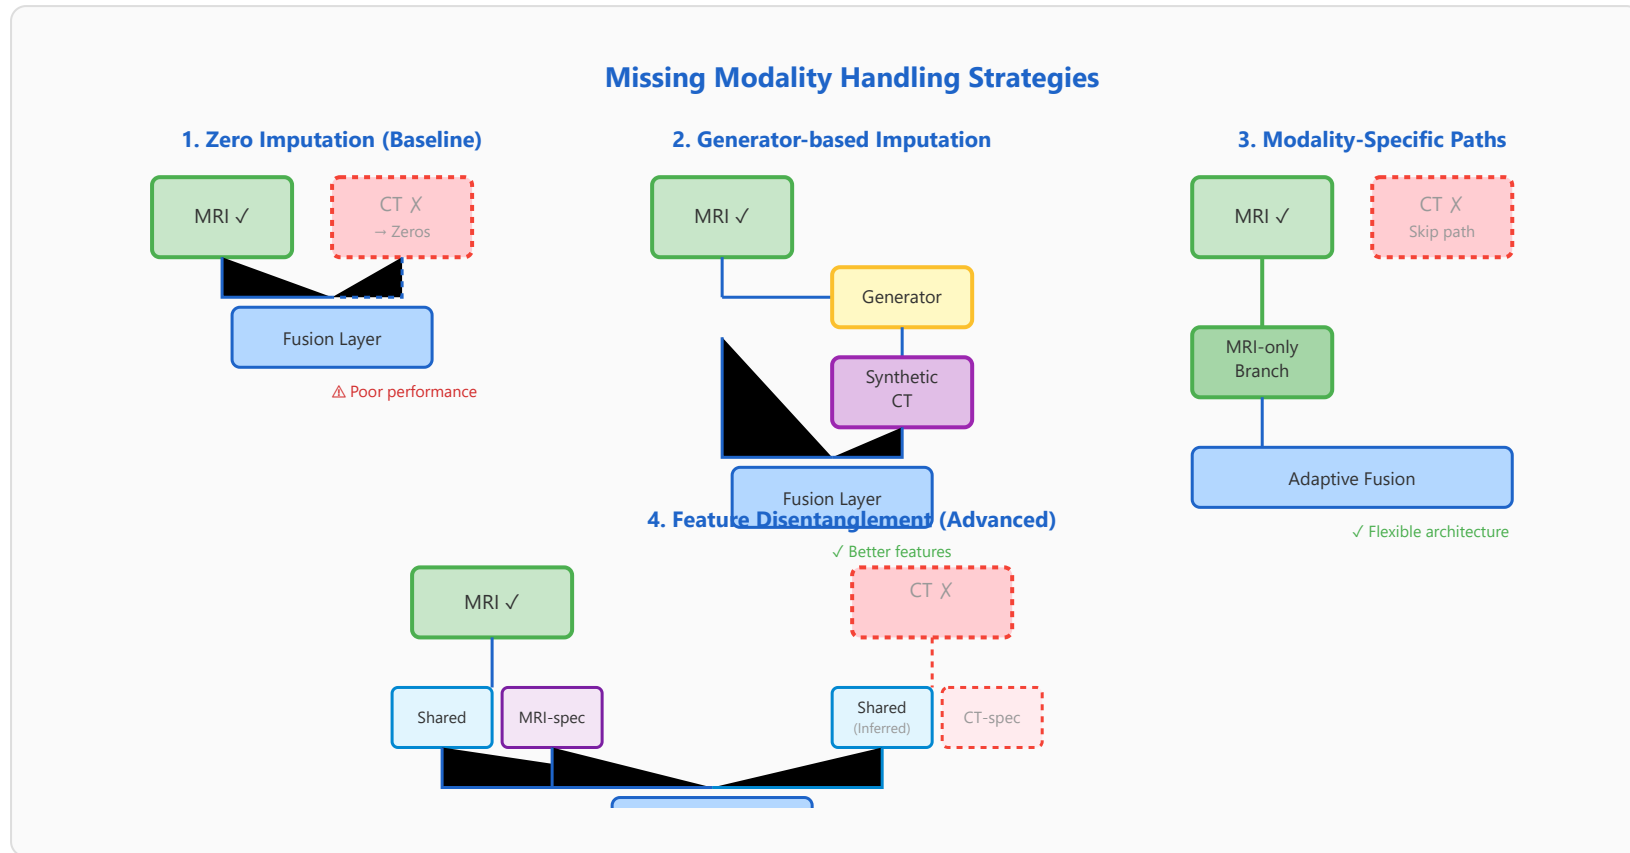 Missing Modality Handling Strategies
1. Zero Imputation (Baseline)
MRI ✓
CT ✗
→ Zeros
Fusion Layer
⚠ Poor performance
2. Generator-based Imputation
MRI ✓
Generator
Synthetic
CT
Fusion Layer
✓ Better features
3. Modality-Specific Paths
MRI ✓
CT ✗
Skip path
MRI-only
Branch
Adaptive Fusion
✓ Flexible architecture
4. Feature Disentanglement (Advanced)
MRI ✓
CT ✗
Shared
MRI-spec
Shared
(Inferred)
CT-spec